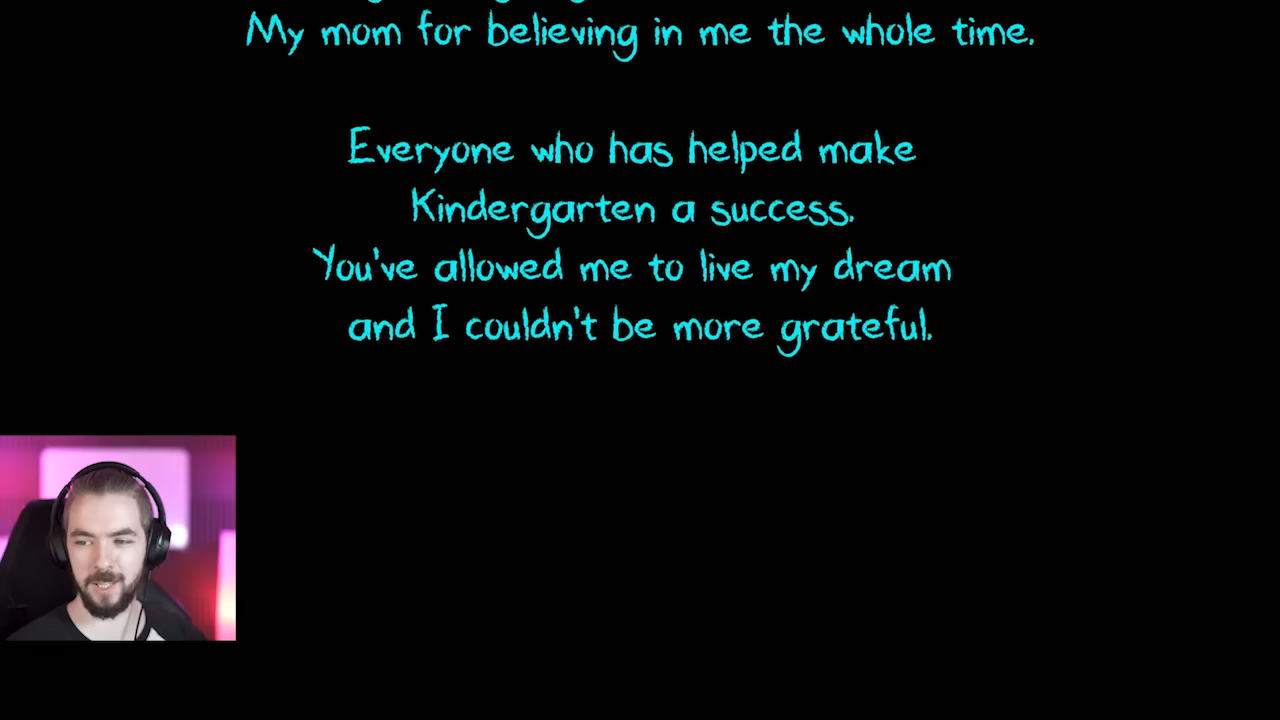 My mom for believing in me the whole time.
Everyone who has helped make
Kindergarten a success.
You've allowed me to live my dream
and I couldn't be more grateful.